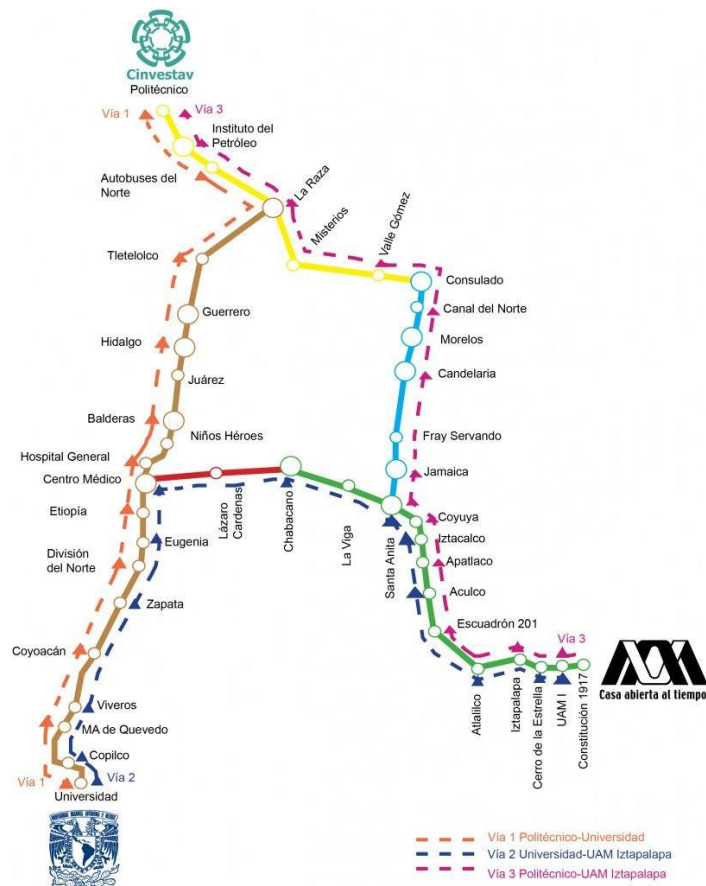 Cinvestav
Politécnico
Vía 1
Vía 3
Instituto del
Petróleo
Autobuses del
Norte
La Raza
Misterios
Valle Gómez
Tletelolco
Consulado
Canal del Norte
Guerrero
Morelos
Hidalgo
Candelaria
Juárez
Balderas
Niños Héroes
Fray Servando
Hospital General
Jamaica
Centro Médico
Lázaro
Cardenas
Chabacano
La Viga
Santa Anita
Coyuya
Etiopía
Iztacalco
Eugenia
Apatlaco
División
del Norte
Aculco
Zapata
Escuadrón 201
Coyoacán
Vía 3
Casa abierta al tiempo
Atlalilco
Iztapalapa
Cerro de la Estrella
UAM I
Constitución 1917
Viveros
MA de Quevedo
Copilco
Vía 1
Vía 2
Universidad
Vía 1 Politécnico-Universidad
Vía 2 Universidad-UAM Iztapalapa
Vía 3 Politécnico-UAM Iztapalapa